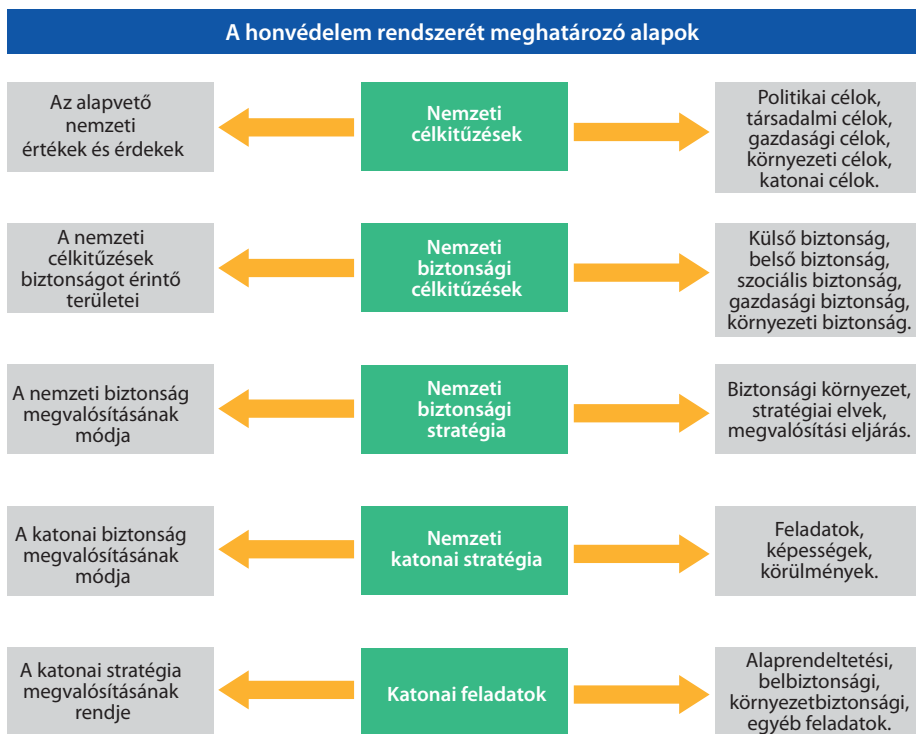 A honvédelem rendszerét meghatározó alapok
Az alapvető
nemzeti
értékek és érdekek
Nemzeti
célkitűzések
Politikai célok,
társadalmi célok,
gazdasági célok,
környezeti célok,
katonai célok.
A nemzeti
célkitűzések
biztonságot érintő
területei
Nemzeti
biztonsági
célkitűzések
Külső biztonság,
belső biztonság,
szociális biztonság,
gazdasági biztonság,
környezeti biztonság.
A nemzeti biztonság
megvalósításának
módja
Nemzeti
biztonsági
stratégia
Biztonsági környezet,
stratégiai elvek,
megvalósítási eljárás.
A katonai biztonság
megvalósításának
módja
Nemzeti
katonai stratégia
Feladatok,
képességek,
körülmények.
A katonai stratégia
megvalósításának
rendje
Katonai feladatok
Alaprendeltetési,
belbiztonsági,
környezetbiztonsági,
egyéb feladatok.